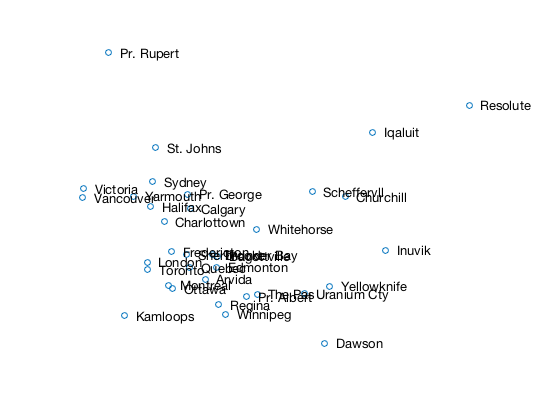 Pr. Rupert
Resolute
Iqaluit
St. Johns
Sydney
Victoria
Schefferyll
Pr. George
Yarmouth
Vancouver
Churchill
Halifax
Calgary
Charlottown
Whitehorse
Inuvik
Fredericton
London
Edmonton
Toronto
Quebec
Arvida
Montreal
Yellowknife
Ottawa
The Pas
Uranium Cty
Pr. Albert
Regina
Winnipeg
Kamloops
Dawson